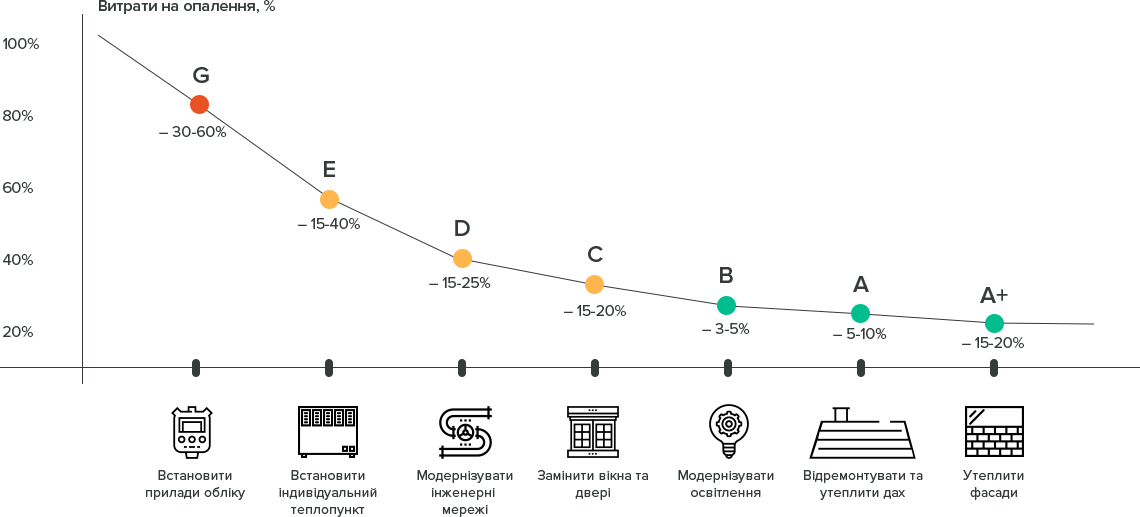 Витрати на опалення, %
100%
80%
60%
40%
20%
G
– 30-60%
E
– 15-40%
D
– 15-25%
C
– 15-20%
B
– 3-5%
A
– 5-10%
A+
– 15-20%
Встановити
прилади обліку
Встановити
індивідуальний
теплопункт
Модернізувати
інженерні
мережі
Замінити вікна та
двері
Модернізувати
освітлення
Відремонтувати та
утеплити дах
Утеплити
фасади